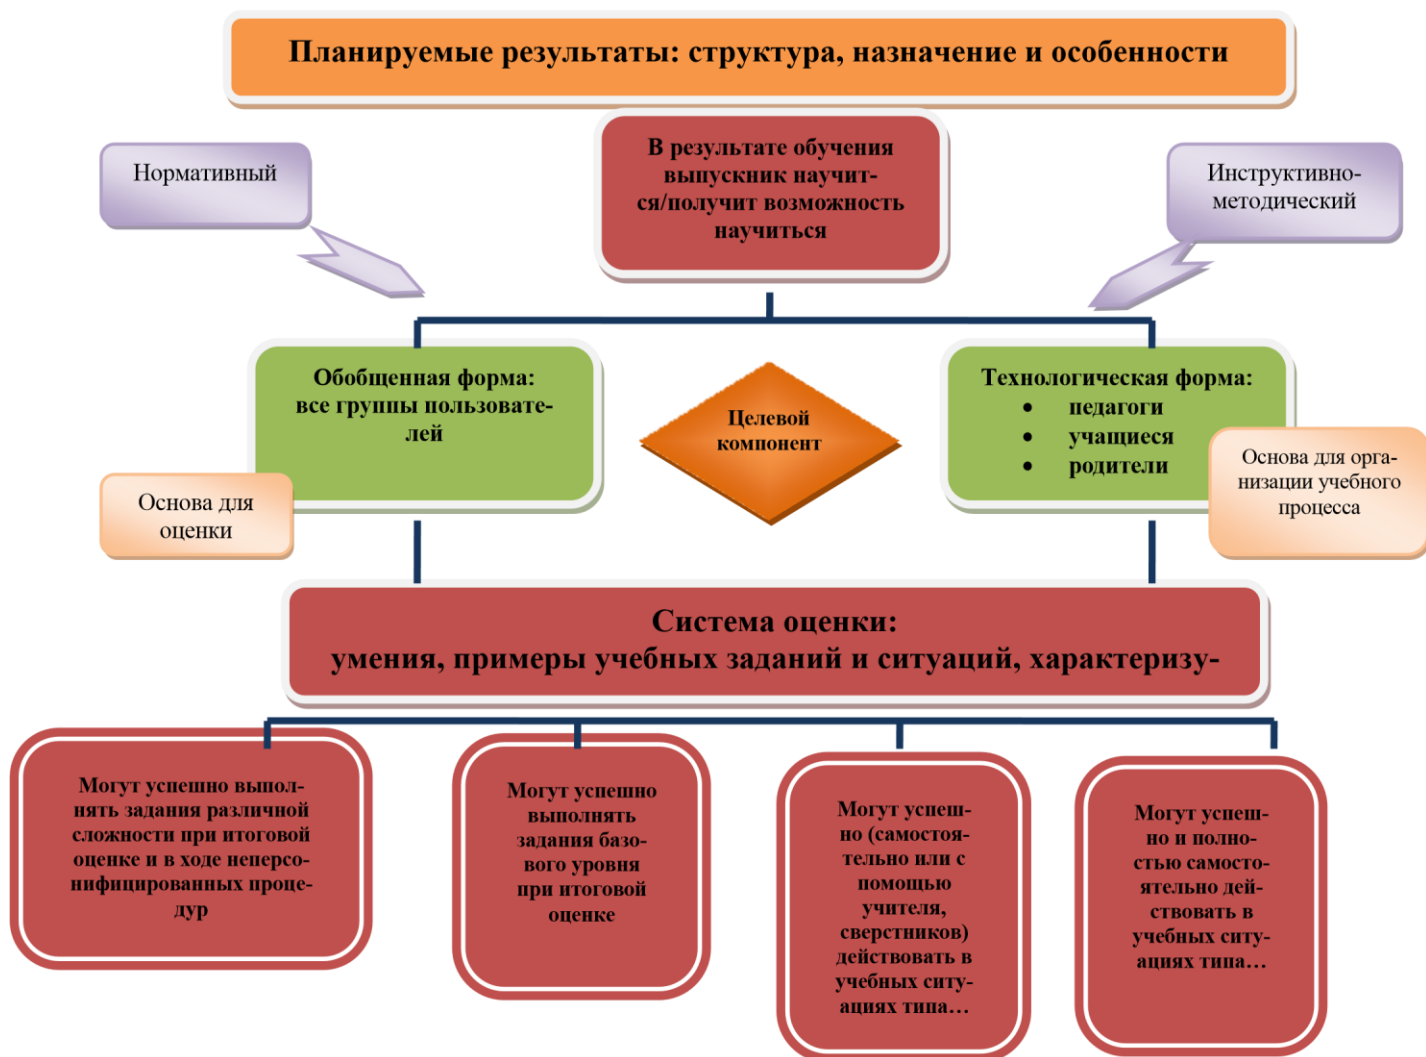 Планируемые результаты: структура, назначение и особенности
В результате обучения
выпускник научит-
ся/получит возможность
научиться
Нормативный
Инструктивно-
методический
Обобщенная форма:
все группы пользовате-
лей
Целевой
компонент
Технологическая форма:
• педагоги
• учащиеся
• родители
Основа для
оценки
Основа для орга-
низации учебного
процесса
Система оценки:
умения, примеры учебных заданий и ситуаций, характеризу-
Могут успешно выпол-
нять задания различной
сложности при итоговой
оценке и в ходе неперсо-
нифицированных проце-
дур
Могут успешно
выполнять
задания базо-
вого уровня
при итоговой
оценке
Могут успеш-
но (самостоя-
тельно или с
помощью
учителя,
сверстников)
действовать в
учебных ситу-
ациях типа…
Могут успеш-
но и полно-
стью самосто-
ятельно дей-
ствовать в
учебных ситу-
ациях типа…